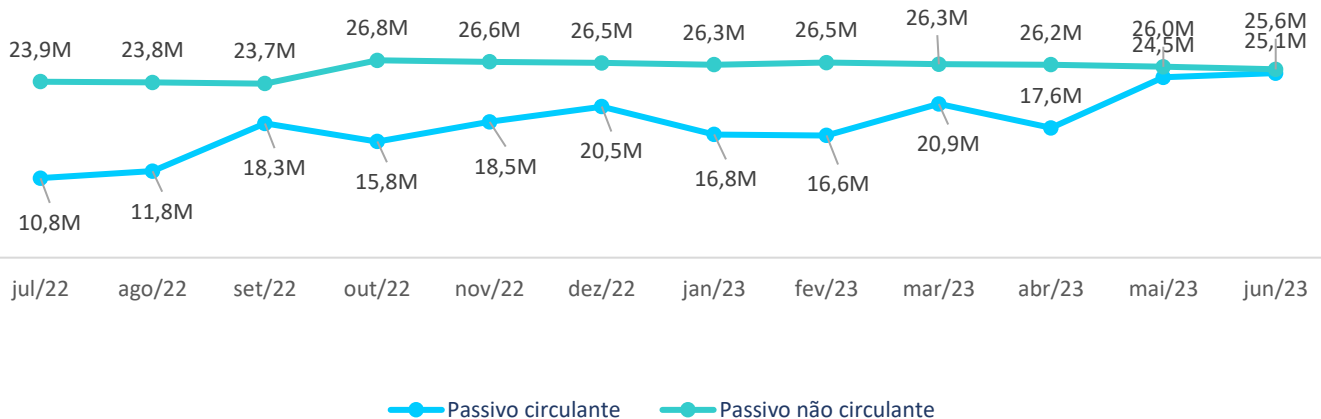 23,9M 23,8M 23,7M 26,8M 26,6M 26,5M 26,3M 26,5M 26,3M 26,2M 26,0M 25,6M
10,8M 11,8M 18,3M 15,8M 18,5M 20,5M 16,8M 16,6M 20,9M 17,6M 24,5M 25,1M
jul/22 ago/22 set/22 out/22 nov/22 dez/22 jan/23 fev/23 mar/23 abr/23 mai/23 jun/23
Passivo circulante Passivo não circulante